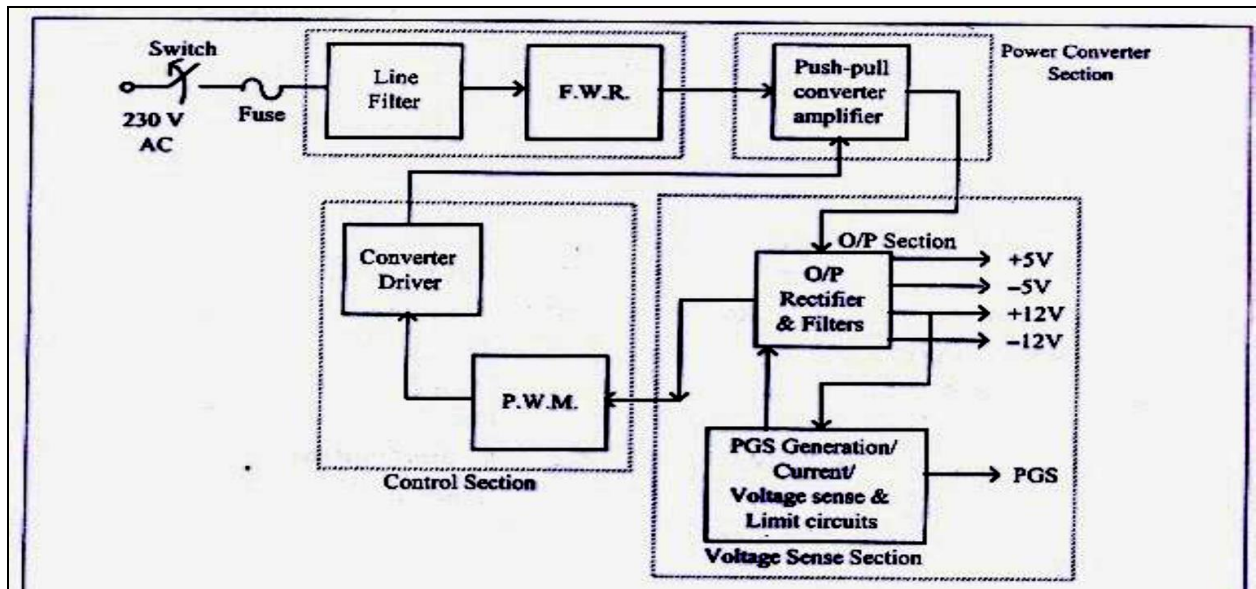 Switch
230 V
AC
Fuse
Line
Filter
F.W.R.
Push-pull
converter
amplifier
Power Converter
Section
Converter
Driver
P.W.M.
Control Section
O/P Section
O/P
Rectifier
& Filters
+5V
–5V
+12V
–12V
PGS Generation/
Current/
Voltage sense &
Limit circuits
PGS
Voltage Sense Section